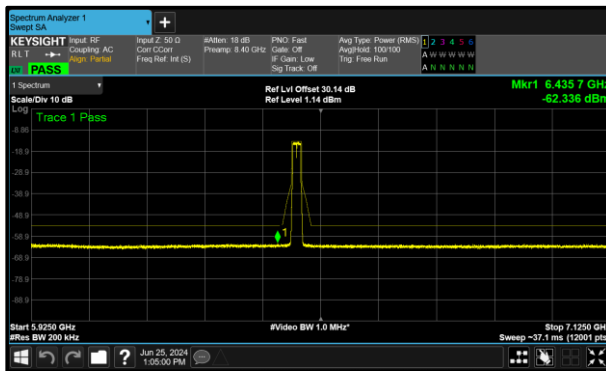 Spectrum Analyzer 1
Swept SA
KEYSIGHT
Input: RF
Coupling: AC
Align: Partial
Input Z: 50 Ω
Corr CCorr
Freq Ref: Int (S)
#Atten: 18 dB
Preamp: 8.40 GHz
PNO: Fast
Gate: Off
IF Gain: Low
Sig Track: Off
Avg Type: Power (RMS)
Avg|Hold: 100/100
Trig: Free Run
1 2 3 4 5 6
A W W W W W
A N N N N N
R L T
PASS
1 Spectrum
Scale/Div 10 dB
Ref Lvl Offset 30.14 dB
Ref Level 1.14 dBm
Mkr1 6.435 7 GHz
-62.336 dBm
Log
Trace 1 Pass
-8.86
-18.9
-28.9
-38.9
-48.9
-58.9
-68.9
-78.9
-88.9
1
Start 5.9250 GHz
#Res BW 200 kHz
#Video BW 1.0 MHz*
Stop 7.1250 GHz
Sweep ~37.1 ms (12001 pts)
?
Jun 25, 2024
1:05:00 PM